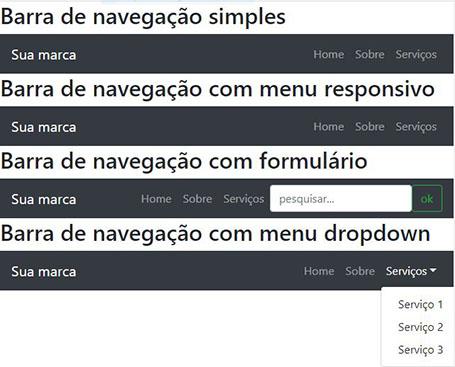 Barra de navegação simples
Sua marca Home Sobre Serviços
Barra de navegação com menu responsivo
Sua marca Home Sobre Serviços
Barra de navegação com formulário
Sua marca Home Sobre Serviços pesquisar... ok
Barra de navegação com menu dropdown
Sua marca Home Sobre Serviços
Serviço 1
Serviço 2
Serviço 3